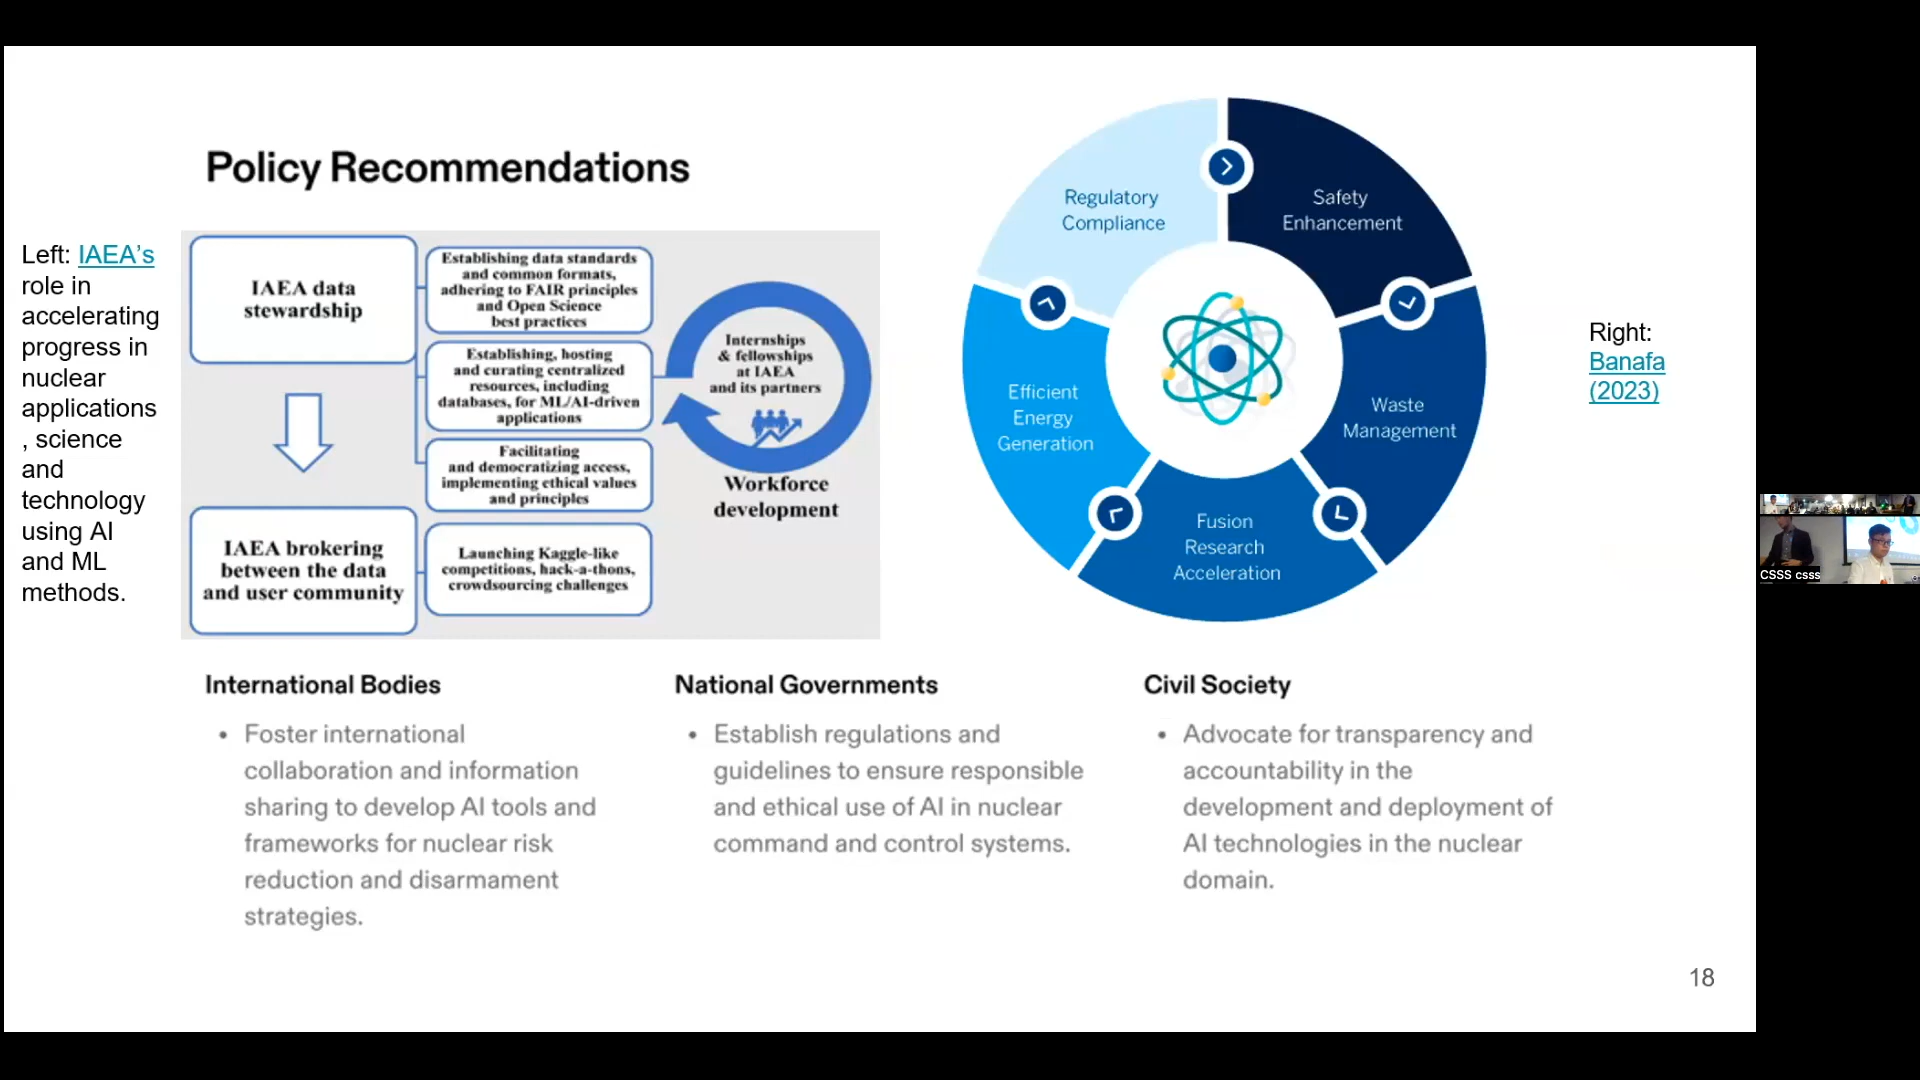 Policy Recommendations
Left: IAEA's
role in
accelerating
progress in
nuclear
applications
, science
and
technology
using AI
and ML
methods.
IAEA data
stewardship
Establishing data standards
and common formats,
adhering to FAIR principles
and Open Science
best practices
Establishing, hosting
and curating centralized
resources, including
databases, for ML/AI-driven
applications
Facilitating
and democratizing access,
implementing ethical values
and principles
IAEA brokering
between the data
and user community
Launching Kaggle-like
competitions, hack-a-thons,
crowdsourcing challenges
Internships
& fellowships
at IAEA
and its partners
Workforce
development
Regulatory
Compliance
Safety
Enhancement
Waste
Management
Fusion
Research
Acceleration
Efficient
Energy
Generation
Right:
Banafa
(2023)
International Bodies
• Foster international
collaboration and information
sharing to develop AI tools and
frameworks for nuclear risk
reduction and disarmament
strategies.
National Governments
• Establish regulations and
guidelines to ensure responsible
and ethical use of AI in nuclear
command and control systems.
Civil Society
• Advocate for transparency and
accountability in the
development and deployment of
AI technologies in the nuclear
domain.
18
CSSS csss